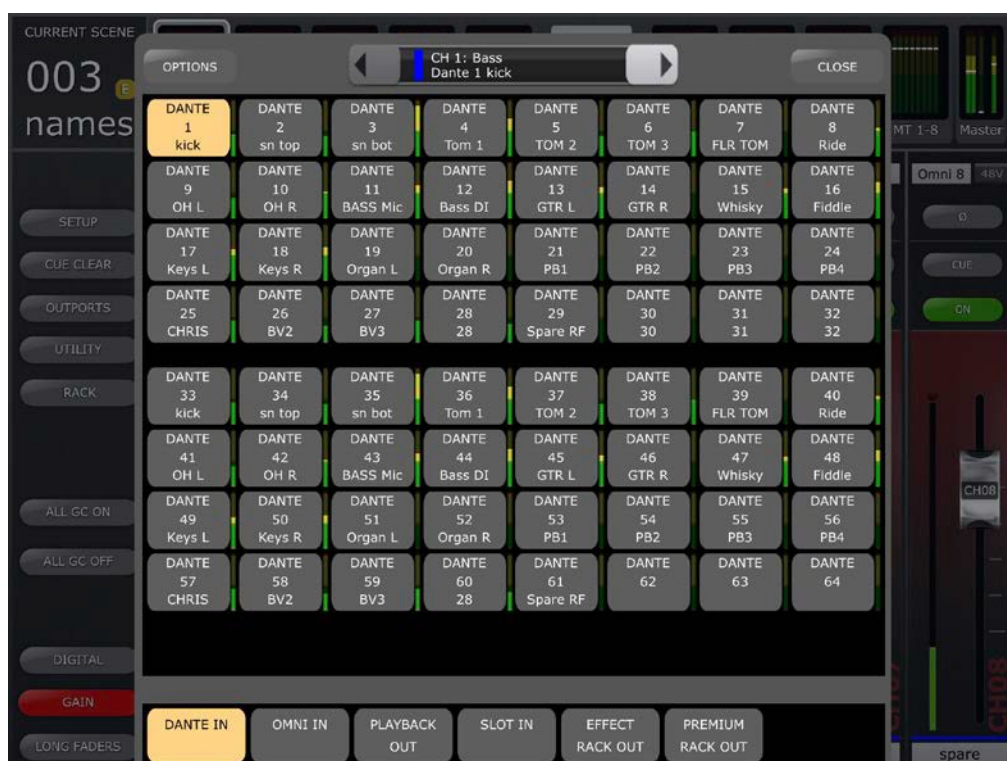 CURRENT SCENE
003 E
names
OPTIONS
CH 1: Bass
Dante 1 kick
CLOSE
MT 1-8 Master
DANTE DANTE DANTE DANTE DANTE DANTE DANTE DANTE
1 2 3 4 5 6 7 8
kick sn top sn bot Tom 1 TOM 2 TOM 3 FLR TOM Ride
DANTE DANTE DANTE DANTE DANTE DANTE DANTE DANTE
9 10 11 12 13 14 15 16
OH L OH R BASS Mic Bass DI GTR L GTR R Whisky Fiddle
DANTE DANTE DANTE DANTE DANTE DANTE DANTE DANTE
17 18 19 20 21 22 23 24
Keys L Keys R Organ L Organ R PB1 PB2 PB3 PB4
DANTE DANTE DANTE DANTE DANTE DANTE DANTE DANTE
25 26 27 28 29 30 31 32
CHRIS BV2 BV3 28 Spare RF 30 31 32
DANTE DANTE DANTE DANTE DANTE DANTE DANTE DANTE
33 34 35 36 37 38 39 40
kick sn top sn bot Tom 1 TOM 2 TOM 3 FLR TOM Ride
DANTE DANTE DANTE DANTE DANTE DANTE DANTE DANTE
41 42 43 44 45 46 47 48
OH L OH R BASS Mic Bass DI GTR L GTR R Whisky Fiddle
DANTE DANTE DANTE DANTE DANTE DANTE DANTE DANTE
49 50 51 52 53 54 55 56
Keys L Keys R Organ L Organ R PB1 PB2 PB3 PB4
DANTE DANTE DANTE DANTE DANTE DANTE DANTE DANTE
57 58 59 60 61 62 63 64
CHRIS BV2 BV3 28 Spare RF
SETUP
CUE CLEAR
OUTPORTS
UTILITY
RACK
ALL GC ON
ALL GC OFF
DIGITAL
GAIN
LONG FADERS
DANTE IN
OMNI IN
PLAYBACK
OUT
SLOT IN
EFFECT
RACK OUT
PREMIUM
RACK OUT
Omni 8 48V
Ø
CUE
ON
CH08
CH07
CH08
spare